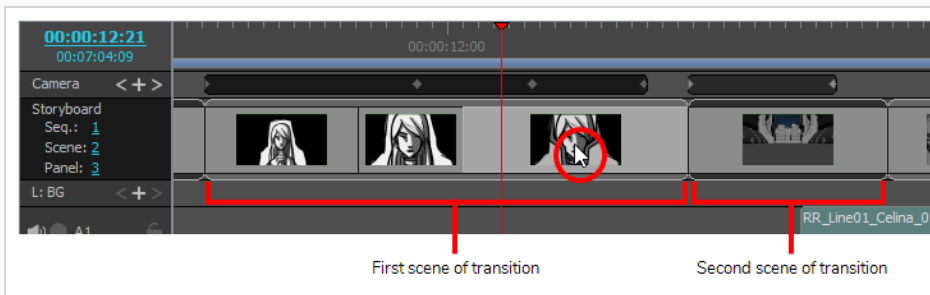 00:00:12:21
00:07:04:09
00:00:12:00
Camera < + >
Storyboard
Seq.: 1
Scene: 2
Panel: 3
L: BG < + >
A1
RR_Line01_Celina_0
First scene of transition
Second scene of transition